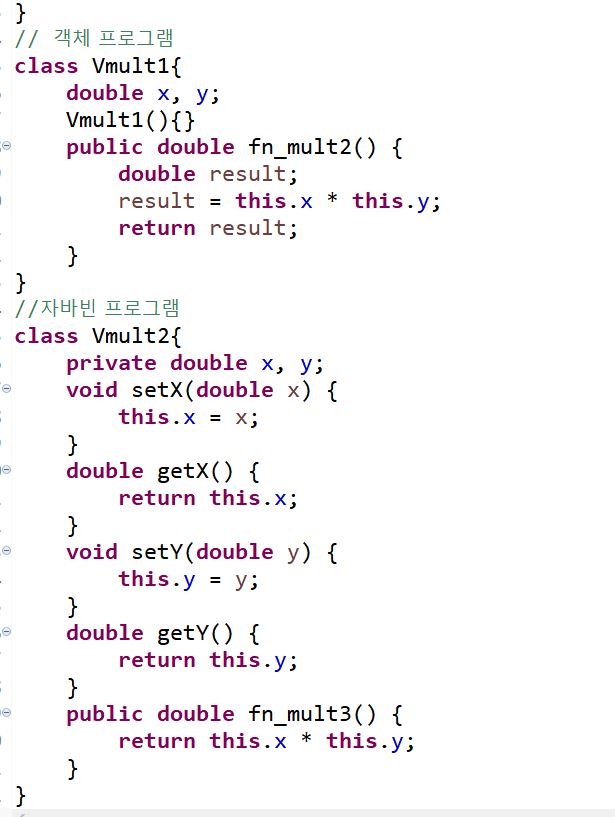 }
// 객체 프로그램
class Vmult1{
    double x, y;
    Vmult1(){}
    public double fn_mult2() {
        double result;
        result = this.x * this.y;
        return result;
    }
}
//자바빈 프로그램
class Vmult2{
    private double x, y;
    void setX(double x) {
        this.x = x;
    }
    double getX() {
        return this.x;
    }
    void setY(double y) {
        this.y = y;
    }
    double getY() {
        return this.y;
    }
    public double fn_mult3() {
        return this.x * this.y;
    }
}